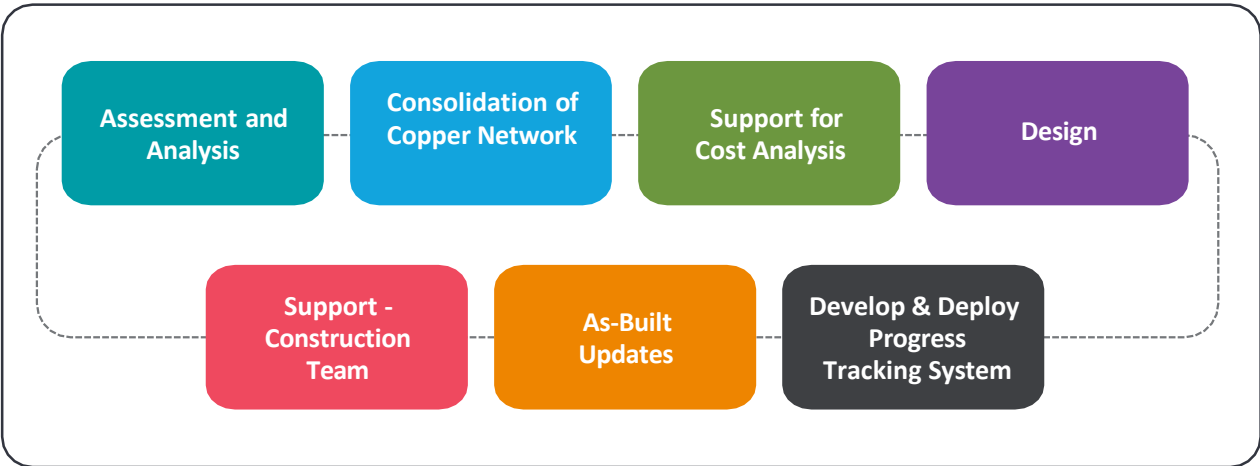 Assessment and
Analysis
Consolidation of
Copper Network
Support for
Cost Analysis
Design
Support -
Construction
Team
As-Built
Updates
Develop & Deploy
Progress
Tracking System